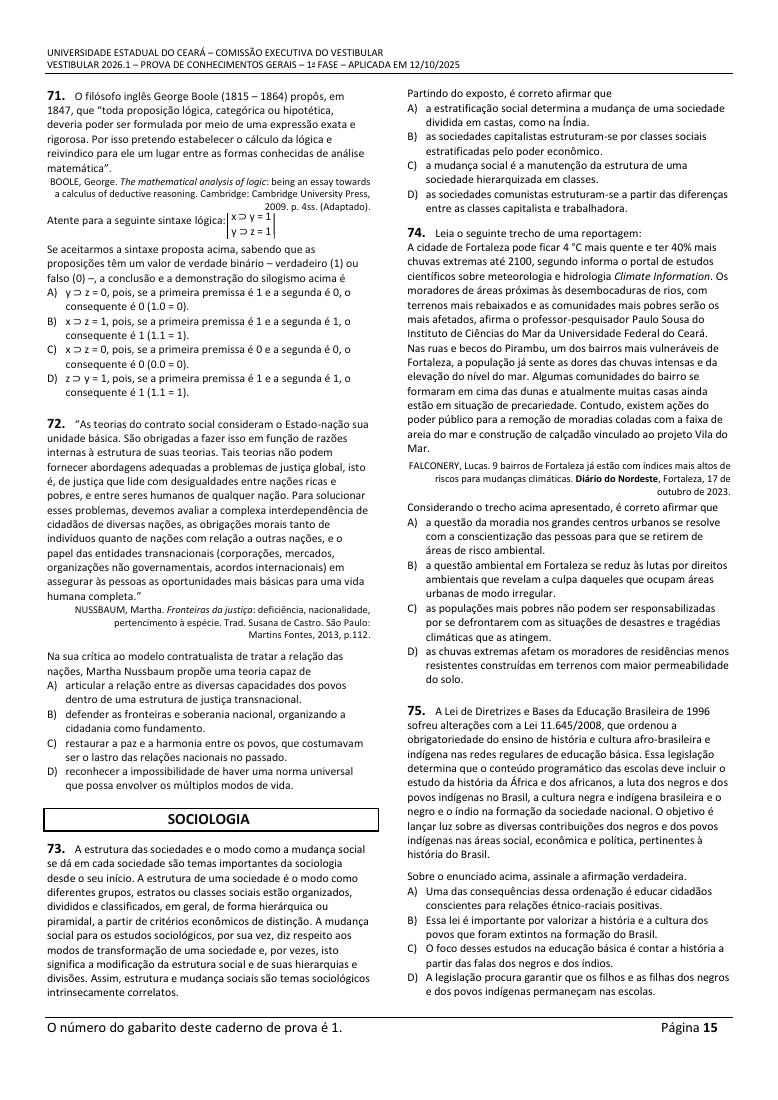 UNIVERSIDADE ESTADUAL DO CEARÁ – COMISSÃO EXECUTIVA DO VESTIBULAR
VESTIBULAR 2026.1 – PROVA DE CONHECIMENTOS GERAIS – 1ª FASE – APLICADA EM 12/10/2025
71. O filósofo inglês George Boole (1815 – 1864) propôs, em
1847, que “toda proposição lógica, categórica ou hipotética,
deveria poder ser formulada por meio de uma expressão exata e
rigorosa. Por isso pretendo estabelecer o cálculo da lógica e
reivindico para ele um lugar entre as formas conhecidas de análise
matemática”.
BOOLE, George. The mathematical analysis of logic: being an essay towards
a calculus of deductive reasoning. Cambridge: Cambridge University Press,
2009. p. 4ss. (Adaptado).
Atente para a seguinte sintaxe lógica: | x ⊃ y = 1 |
| y ⊃ z = 1 |
Se aceitarmos a sintaxe proposta acima, sabendo que as
proposições têm um valor de verdade binário – verdadeiro (1) ou
falso (0) –, a conclusão e a demonstração do silogismo acima é
A) y ⊃ z = 0, pois, se a primeira premissa é 1 e a segunda é 0, o
consequente é 0 (1.0 = 0).
B) x ⊃ z = 1, pois, se a primeira premissa é 1 e a segunda é 1, o
consequente é 1 (1.1 = 1).
C) x ⊃ z = 0, pois, se a primeira premissa é 0 e a segunda é 0, o
consequente é 0 (0.0 = 0).
D) z ⊃ y = 1, pois, se a primeira premissa é 1 e a segunda é 1, o
consequente é 1 (1.1 = 1).
72. “As teorias do contrato social consideram o Estado-nação sua
unidade básica. São obrigadas a fazer isso em função de razões
internas à estrutura de suas teorias. Tais teorias não podem
fornecer abordagens adequadas a problemas de justiça global, isto
é, de justiça que lide com desigualdades entre nações ricas e
pobres, e entre seres humanos de qualquer nação. Para solucionar
esses problemas, devemos avaliar a complexa interdependência de
cidadãos de diversas nações, as obrigações morais tanto de
indivíduos quanto de nações com relação a outras nações, e o
papel das entidades transnacionais (corporações, mercados,
organizações não governamentais, acordos internacionais) em
assegurar às pessoas as oportunidades mais básicas para uma vida
humana completa.”
NUSSBAUM, Martha. Fronteiras da justiça: deficiência, nacionalidade,
pertencimento à espécie. Trad. Susana de Castro. São Paulo:
Martins Fontes, 2013, p.112.
Na sua crítica ao modelo contratualista de tratar a relação das
nações, Martha Nussbaum propõe uma teoria capaz de
A) articular a relação entre as diversas capacidades dos povos
dentro de uma estrutura de justiça transnacional.
B) defender as fronteiras e soberania nacional, organizando a
cidadania como fundamento.
C) restaurar a paz e a harmonia entre os povos, que costumavam
ser o lastro das relações nacionais no passado.
D) reconhecer a impossibilidade de haver uma norma universal
que possa envolver os múltiplos modos de vida.
SOCIOLOGIA
73. A estrutura das sociedades e o modo como a mudança social
se dá em cada sociedade são temas importantes da sociologia
desde o seu início. A estrutura de uma sociedade é o modo como
diferentes grupos, estratos ou classes sociais estão organizados,
divididos e classificados, em geral, de forma hierárquica ou
piramidal, a partir de critérios econômicos de distinção. A mudança
social para os estudos sociológicos, por sua vez, diz respeito aos
modos de transformação de uma sociedade e, por vezes, isto
significa a modificação da estrutura social e de suas hierarquias e
divisões. Assim, estrutura e mudança sociais são temas sociológicos
intrinsecamente correlatos.
Partindo do exposto, é correto afirmar que
A) a estratificação social determina a mudança de uma sociedade
dividida em castas, como na Índia.
B) as sociedades capitalistas estruturam-se por classes sociais
estratificadas pelo poder econômico.
C) a mudança social é a manutenção da estrutura de uma
sociedade hierarquizada em classes.
D) as sociedades comunistas estruturam-se a partir das diferenças
entre as classes capitalista e trabalhadora.
74. Leia o seguinte trecho de uma reportagem:
A cidade de Fortaleza pode ficar 4 °C mais quente e ter 40% mais
chuvas extremas até 2100, segundo informa o portal de estudos
científicos sobre meteorologia e hidrologia Climate Information. Os
moradores de áreas próximas às desembocaduras de rios, com
terrenos mais rebaixados e as comunidades mais pobres serão os
mais afetados, afirma o professor-pesquisador Paulo Sousa do
Instituto de Ciências do Mar da Universidade Federal do Ceará.
Nas ruas e becos do Pirambu, um dos bairros mais vulneráveis de
Fortaleza, a população já sente as dores das chuvas intensas e da
elevação do nível do mar. Algumas comunidades do bairro se
formaram em cima das dunas e atualmente muitas casas ainda
estão em situação de precariedade. Contudo, existem ações do
poder público para a remoção de moradias coladas com a faixa de
areia do mar e construção de calçadão vinculado ao projeto Vila do
Mar.
FALCONERY, Lucas. 9 bairros de Fortaleza já estão com índices mais altos de
riscos para mudanças climáticas. Diário do Nordeste, Fortaleza, 17 de
outubro de 2023.
Considerando o trecho acima apresentado, é correto afirmar que
A) a questão da moradia nos grandes centros urbanos se resolve
com a conscientização das pessoas para que se retirem de
áreas de risco ambiental.
B) a questão ambiental em Fortaleza se reduz às lutas por direitos
ambientais que revelam a culpa daqueles que ocupam áreas
urbanas de modo irregular.
C) as populações mais pobres não podem ser responsabilizadas
por se defrontarem com as situações de desastres e tragédias
climáticas que as atingem.
D) as chuvas extremas afetam os moradores de residências menos
resistentes construídas em terrenos com maior permeabilidade
do solo.
75. A Lei de Diretrizes e Bases da Educação Brasileira de 1996
sofreu alterações com a Lei 11.645/2008, que ordenou a
obrigatoriedade do ensino de história e cultura afro-brasileira e
indígena nas redes regulares de educação básica. Essa legislação
determina que o conteúdo programático das escolas deve incluir o
estudo da história da África e dos africanos, a luta dos negros e dos
povos indígenas no Brasil, a cultura negra e indígena brasileira e o
negro e o índio na formação da sociedade nacional. O objetivo é
lançar luz sobre as diversas contribuições dos negros e dos povos
indígenas nas áreas social, econômica e política, pertinentes à
história do Brasil.
Sobre o enunciado acima, assinale a afirmação verdadeira.
A) Uma das consequências dessa ordenação é educar cidadãos
conscientes para relações étnico-raciais positivas.
B) Essa lei é importante por valorizar a história e a cultura dos
povos que foram extintos na formação do Brasil.
C) O foco desses estudos na educação básica é contar a história a
partir das falas dos negros e dos índios.
D) A legislação procura garantir que os filhos e as filhas dos negros
e dos povos indígenas permaneçam nas escolas.
O número do gabarito deste caderno de prova é 1.
Página 15